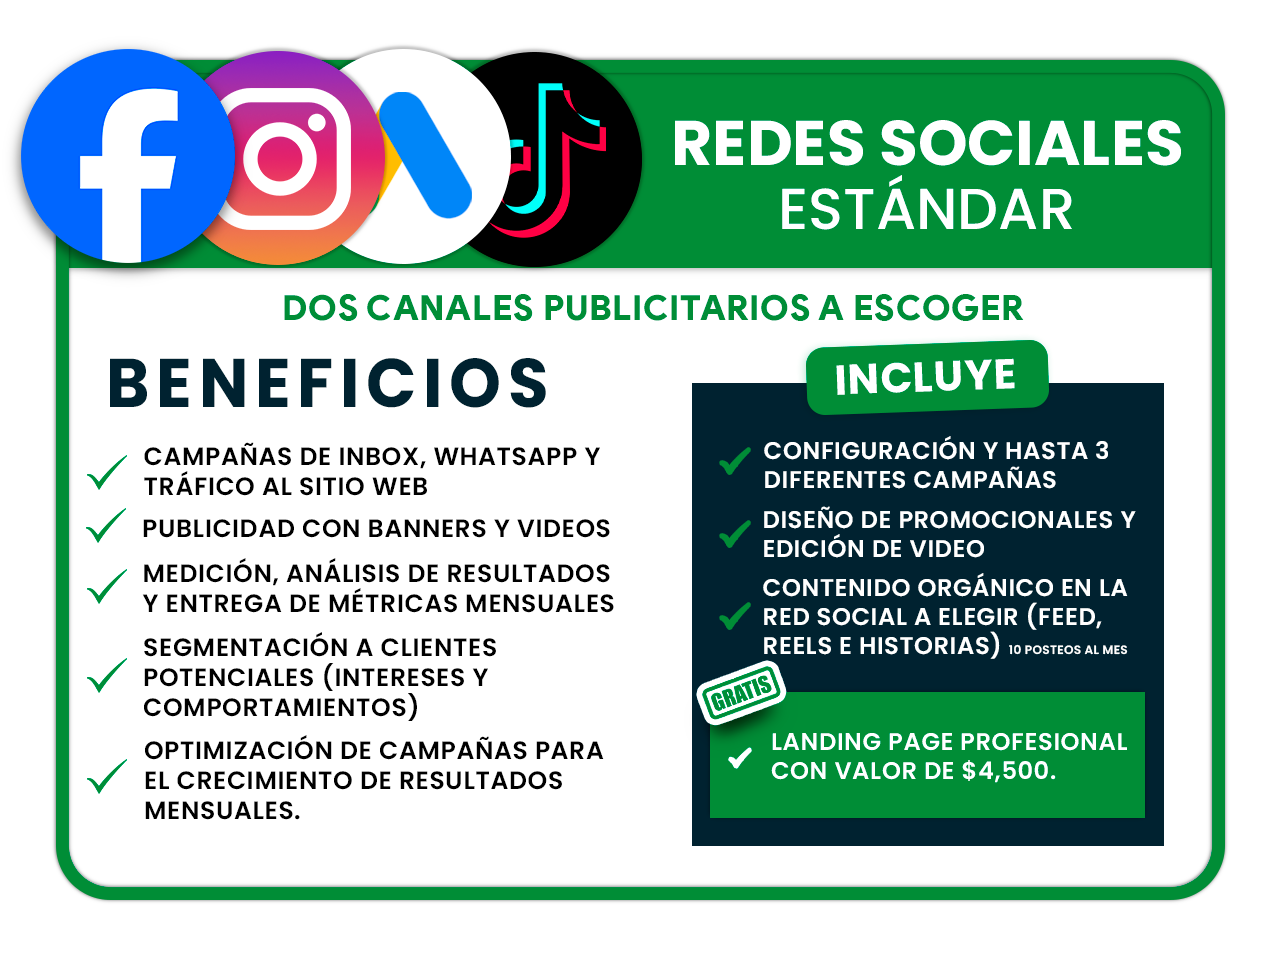 REDES SOCIALES
ESTÁNDAR
DOS CANALES PUBLICITARIOS A ESCOGER
BENEFICIOS
CAMPAÑAS DE INBOX, WHATSAPP Y
TRÁFICO AL SITIO WEB
PUBLICIDAD CON BANNERS Y VIDEOS
MEDICIÓN, ANÁLISIS DE RESULTADOS
Y ENTREGA DE MÉTRICAS MENSUALES
SEGMENTACIÓN A CLIENTES
POTENCIALES (INTERESES Y
COMPORTAMIENTOS)
OPTIMIZACIÓN DE CAMPAÑAS PARA
EL CRECIMIENTO DE RESULTADOS
MENSUALES.
INCLUYE
CONFIGURACIÓN Y HASTA 3
DIFERENTES CAMPAÑAS
DISEÑO DE PROMOCIONALES Y
EDICIÓN DE VIDEO
CONTENIDO ORGÁNICO EN LA
RED SOCIAL A ELEGIR (FEED,
REELS E HISTORIAS) 10 POSTEOS AL MES
GRATIS
LANDING PAGE PROFESIONAL
CON VALOR DE $4,500.